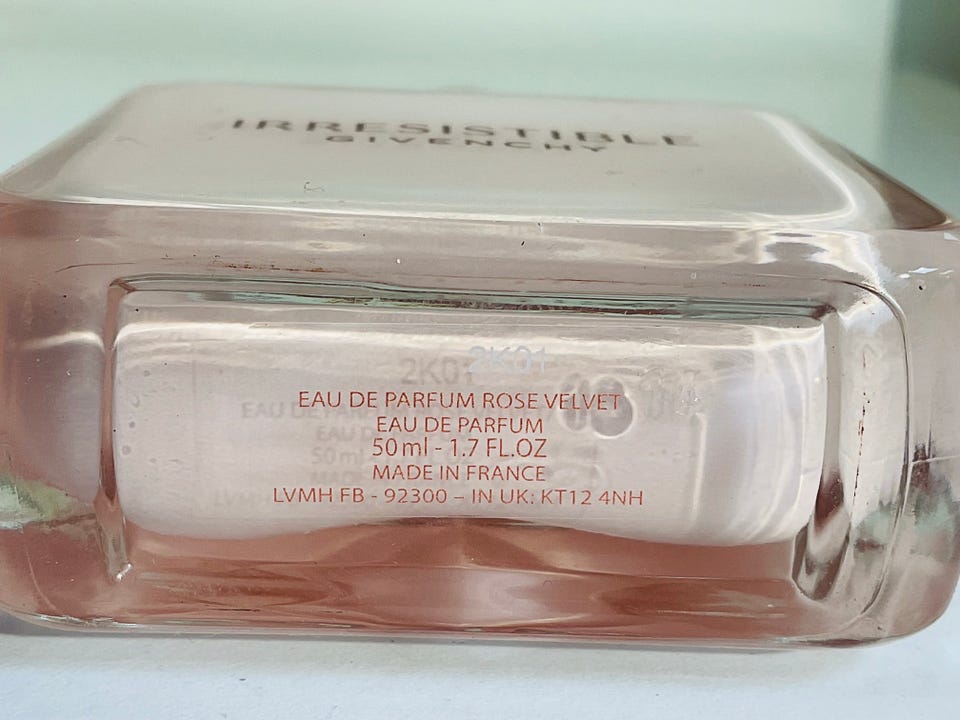 IRRESISTIBLE
GIVENCHY
2K01
EAU DE PARFUM ROSE VELVET
EAU DE PARFUM
50 ml - 1.7 FL.OZ
MADE IN FRANCE
LVMH FB - 92300 – IN UK: KT12 4NH